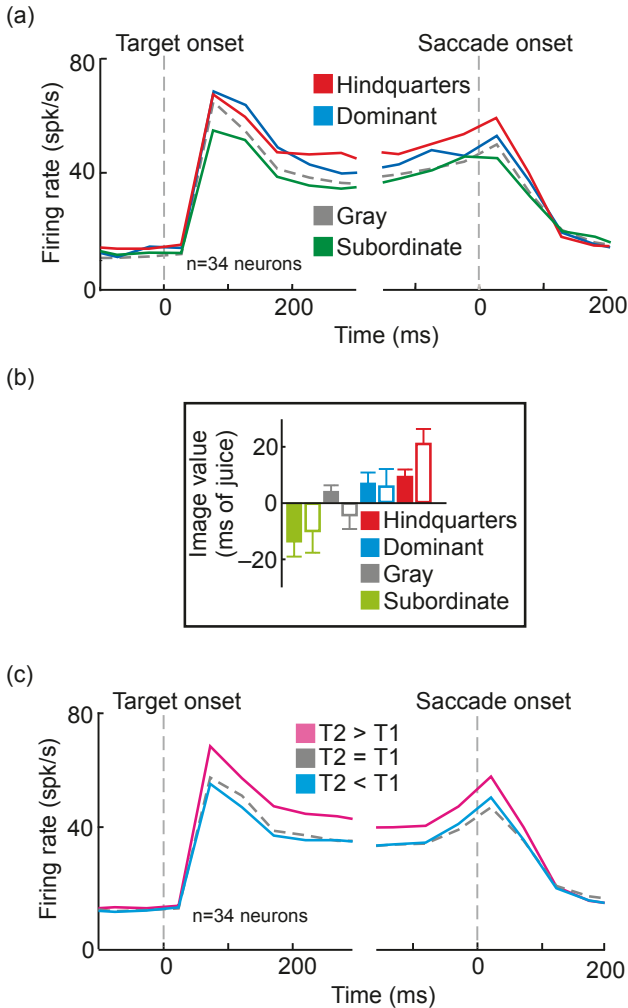 (a)
Target onset
Saccade onset
80
40
0
Firing rate (spk/s)
Hindquarters
Dominant
Gray
Subordinate
n=34 neurons
0
200
0
200
Time (ms)
(b)
Image value
(ms of juice)
20
0
–20
Hindquarters
Dominant
Gray
Subordinate
(c)
Target onset
Saccade onset
80
40
0
Firing rate (spk/s)
T2 > T1
T2 = T1
T2 < T1
n=34 neurons
0
200
0
200
Time (ms)